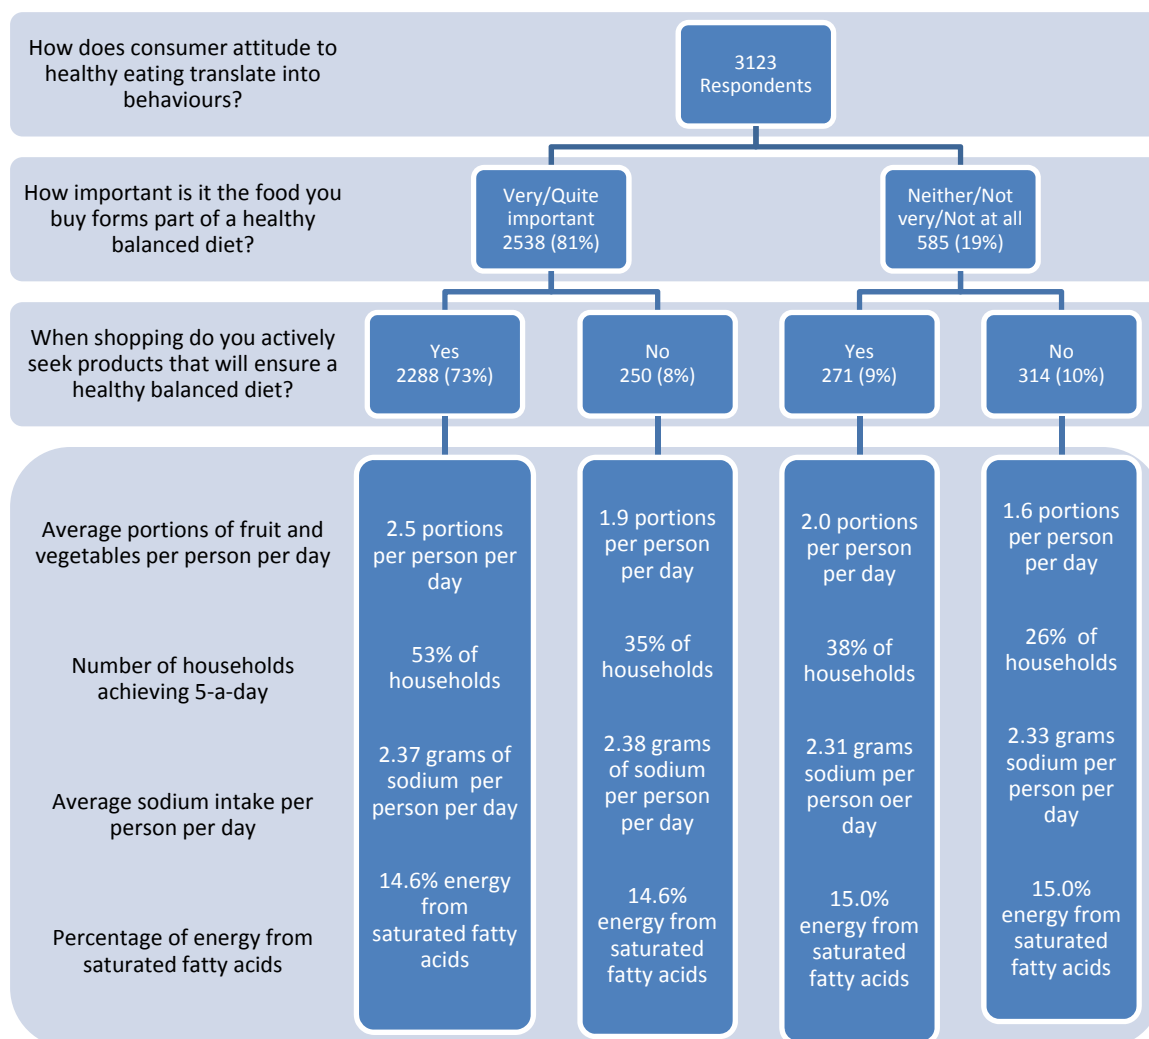 How does consumer attitude to
healthy eating translate into
behaviours?
3123
Respondents
How important is it the food you
buy forms part of a healthy
balanced diet?
Very/Quite
important
2538 (81%)
Neither/Not
very/Not at all
585 (19%)
When shopping do you actively
seek products that will ensure a
healthy balanced diet?
Yes
2288 (73%)
No
250 (8%)
Yes
271 (9%)
No
314 (10%)
Average portions of fruit and
vegetables per person per day
2.5 portions
per person per
day
1.9 portions
per person
per day
2.0 portions
per person
per day
1.6 portions
per person
per day
Number of households
achieving 5-a-day
53% of
households
35% of
households
38% of
households
26% of
households
Average sodium intake per
person per day
2.37 grams of
sodium per
person per day
2.38 grams
of sodium
per person
per day
2.31 grams
sodium per
person oer
day
2.33 grams
sodium per
person per
day
Percentage of energy from
saturated fatty acids
14.6% energy
from
saturated fatty
acids
14.6%
energy from
saturated
fatty acids
15.0%
energy from
saturated
fatty acids
15.0%
energy from
saturated
fatty acids